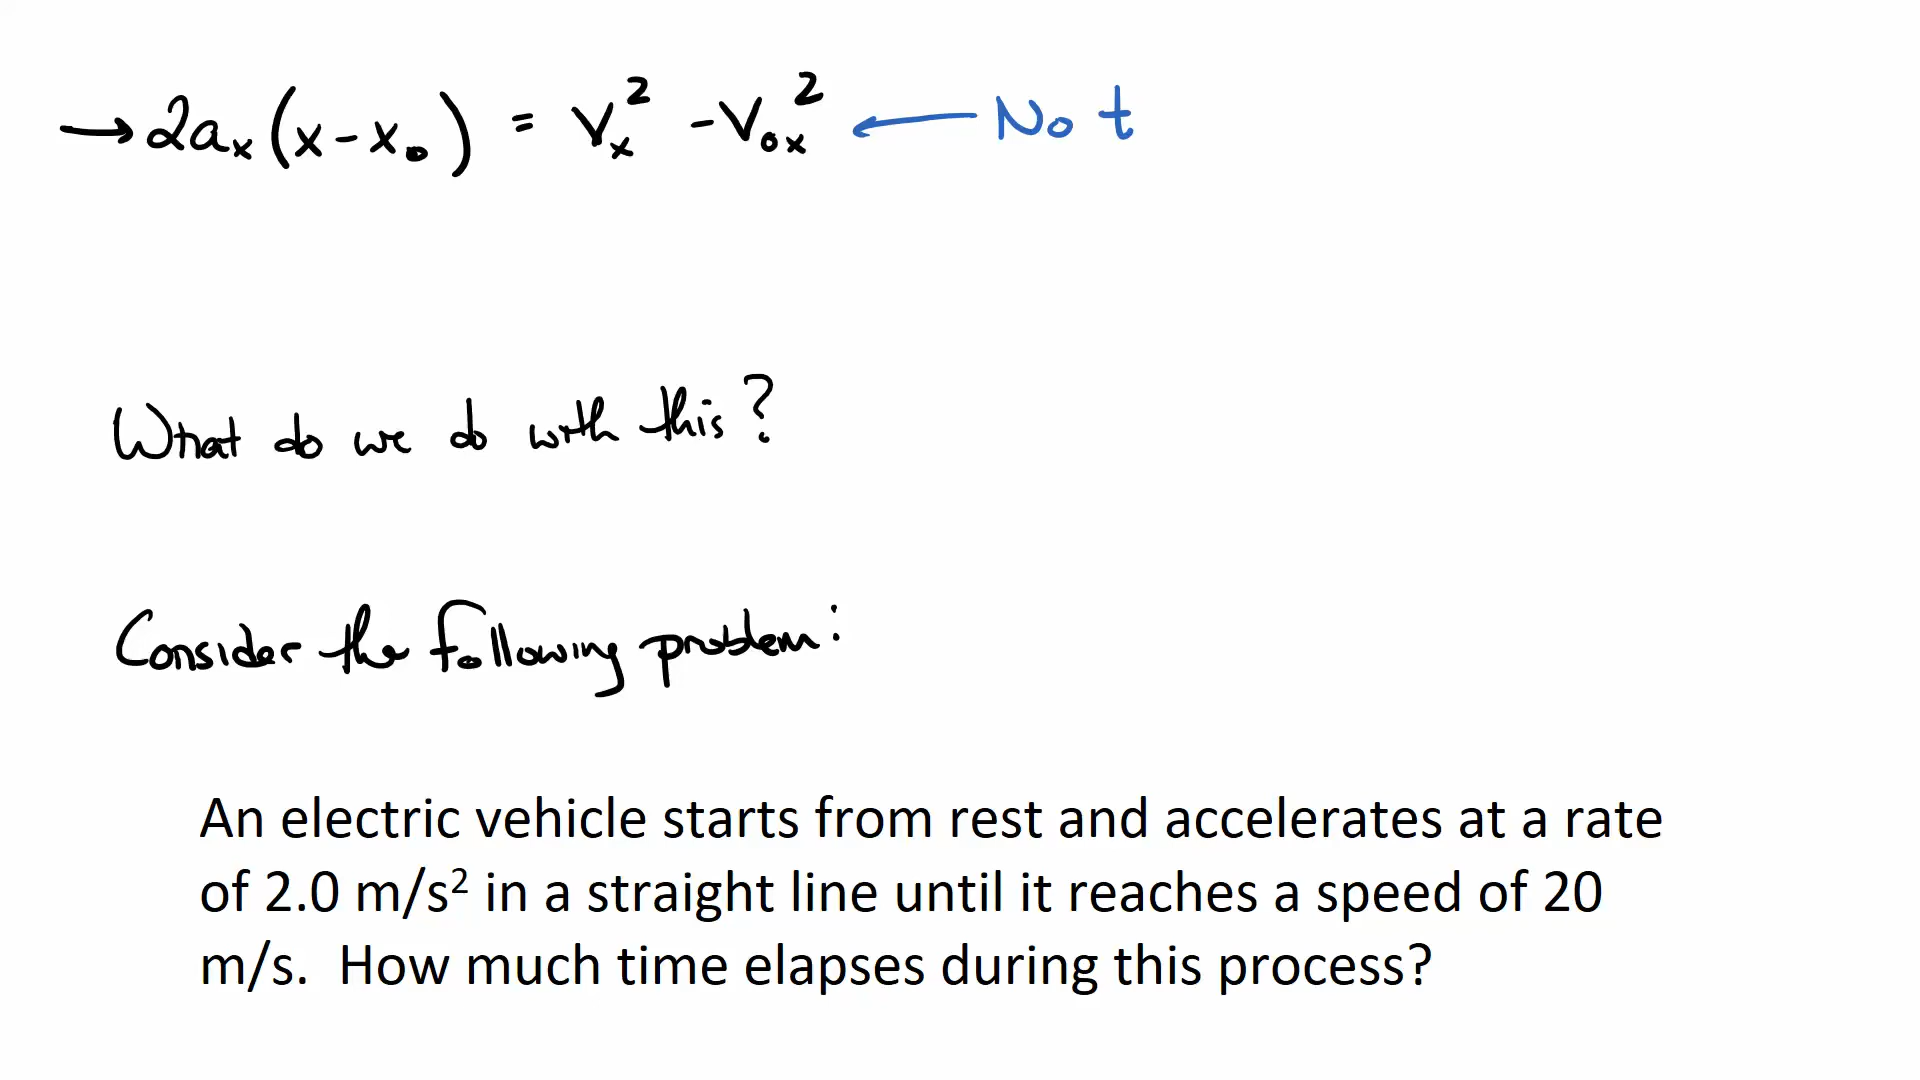 → 2aₓ(x - x₀) = vₓ² - v₀ₓ² ← No t
What do we do with this?
Consider the following problem:
An electric vehicle starts from rest and accelerates at a rate
of 2.0 m/s² in a straight line until it reaches a speed of 20
m/s.  How much time elapses during this process?